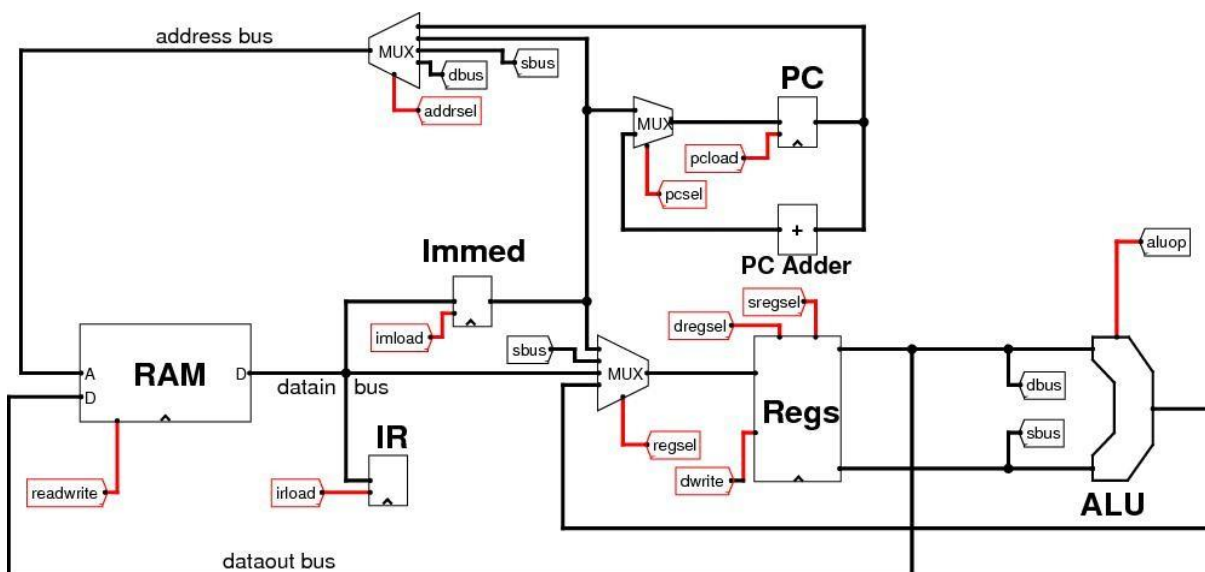 address bus
MUX
sbus
dbus
addrsel
PC
MUX
pcload
pcsel
+
PC Adder
Immed
imload
sregsel
dregsel
aluop
sbus
RAM
A
D
D
datain bus
MUX
Regs
dbus
sbus
regsel
dwrite
IR
irload
readwrite
ALU
dataout bus